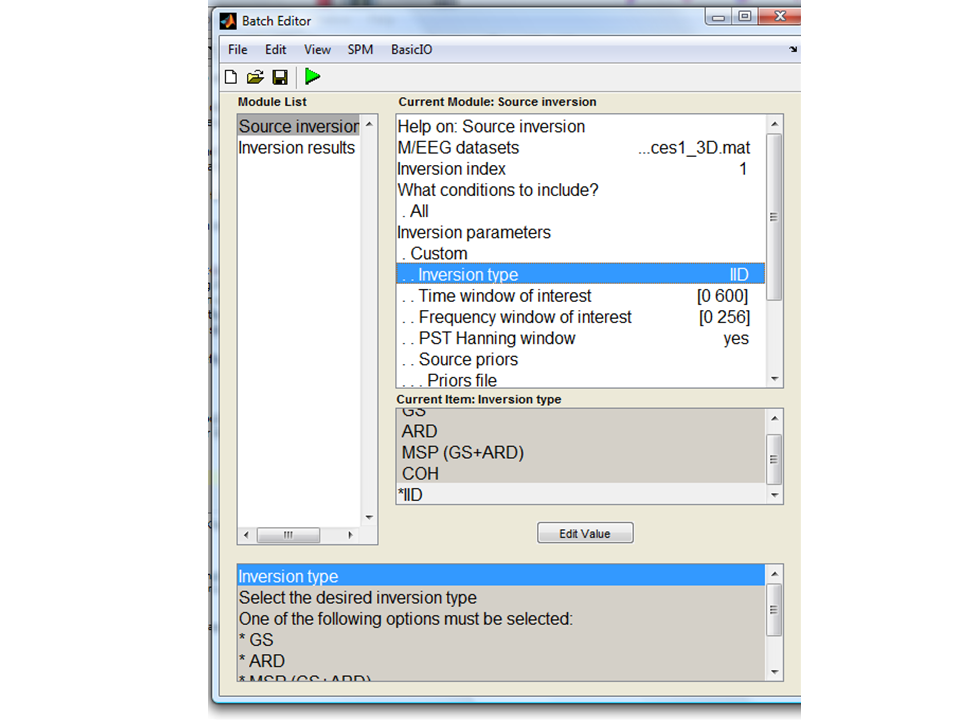 Batch Editor
File Edit View SPM BasicIO
Module List
Source inversion
Inversion results
Current Module: Source inversion
Help on: Source inversion
M/EEG datasets ...ces1_3D.mat
Inversion index 1
What conditions to include?
. All
Inversion parameters
. Custom
. . Inversion type IID
. . Time window of interest [0 600]
. . Frequency window of interest [0 256]
. . PST Hanning window yes
. . Source priors
. . . Priors file
Current Item: Inversion type
GS
ARD
MSP (GS+ARD)
COH
*IID
Edit Value
Inversion type
Select the desired inversion type
One of the following options must be selected:
* GS
* ARD
* MSP (GS+ARD)